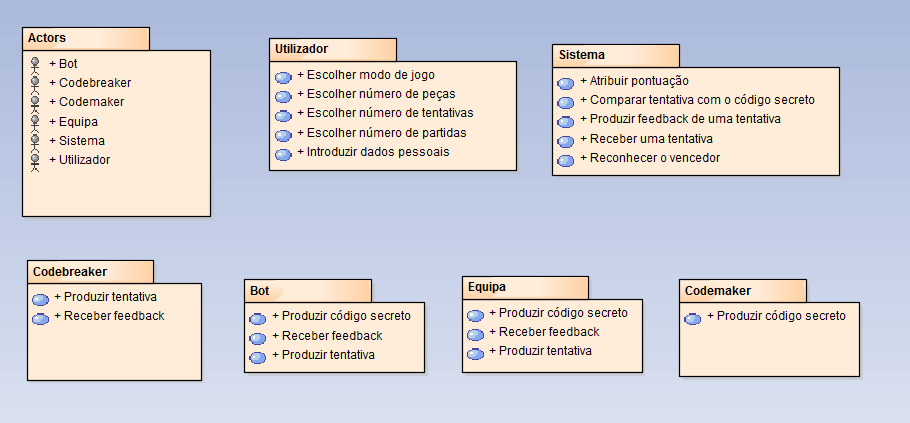 Actors
+ Bot
+ Codebreaker
+ Codemaker
+ Equipa
+ Sistema
+ Utilizador
Utilizador
+ Escolher modo de jogo
+ Escolher número de peças
+ Escolher número de tentativas
+ Escolher número de partidas
+ Introduzir dados pessoais
Sistema
+ Atribuir pontuação
+ Comparar tentativa com o código secreto
+ Produzir feedback de uma tentativa
+ Receber uma tentativa
+ Reconhecer o vencedor
Codebreaker
+ Produzir tentativa
+ Receber feedback
Bot
+ Produzir código secreto
+ Receber feedback
+ Produzir tentativa
Equipa
+ Produzir código secreto
+ Receber feedback
+ Produzir tentativa
Codemaker
+ Produzir código secreto